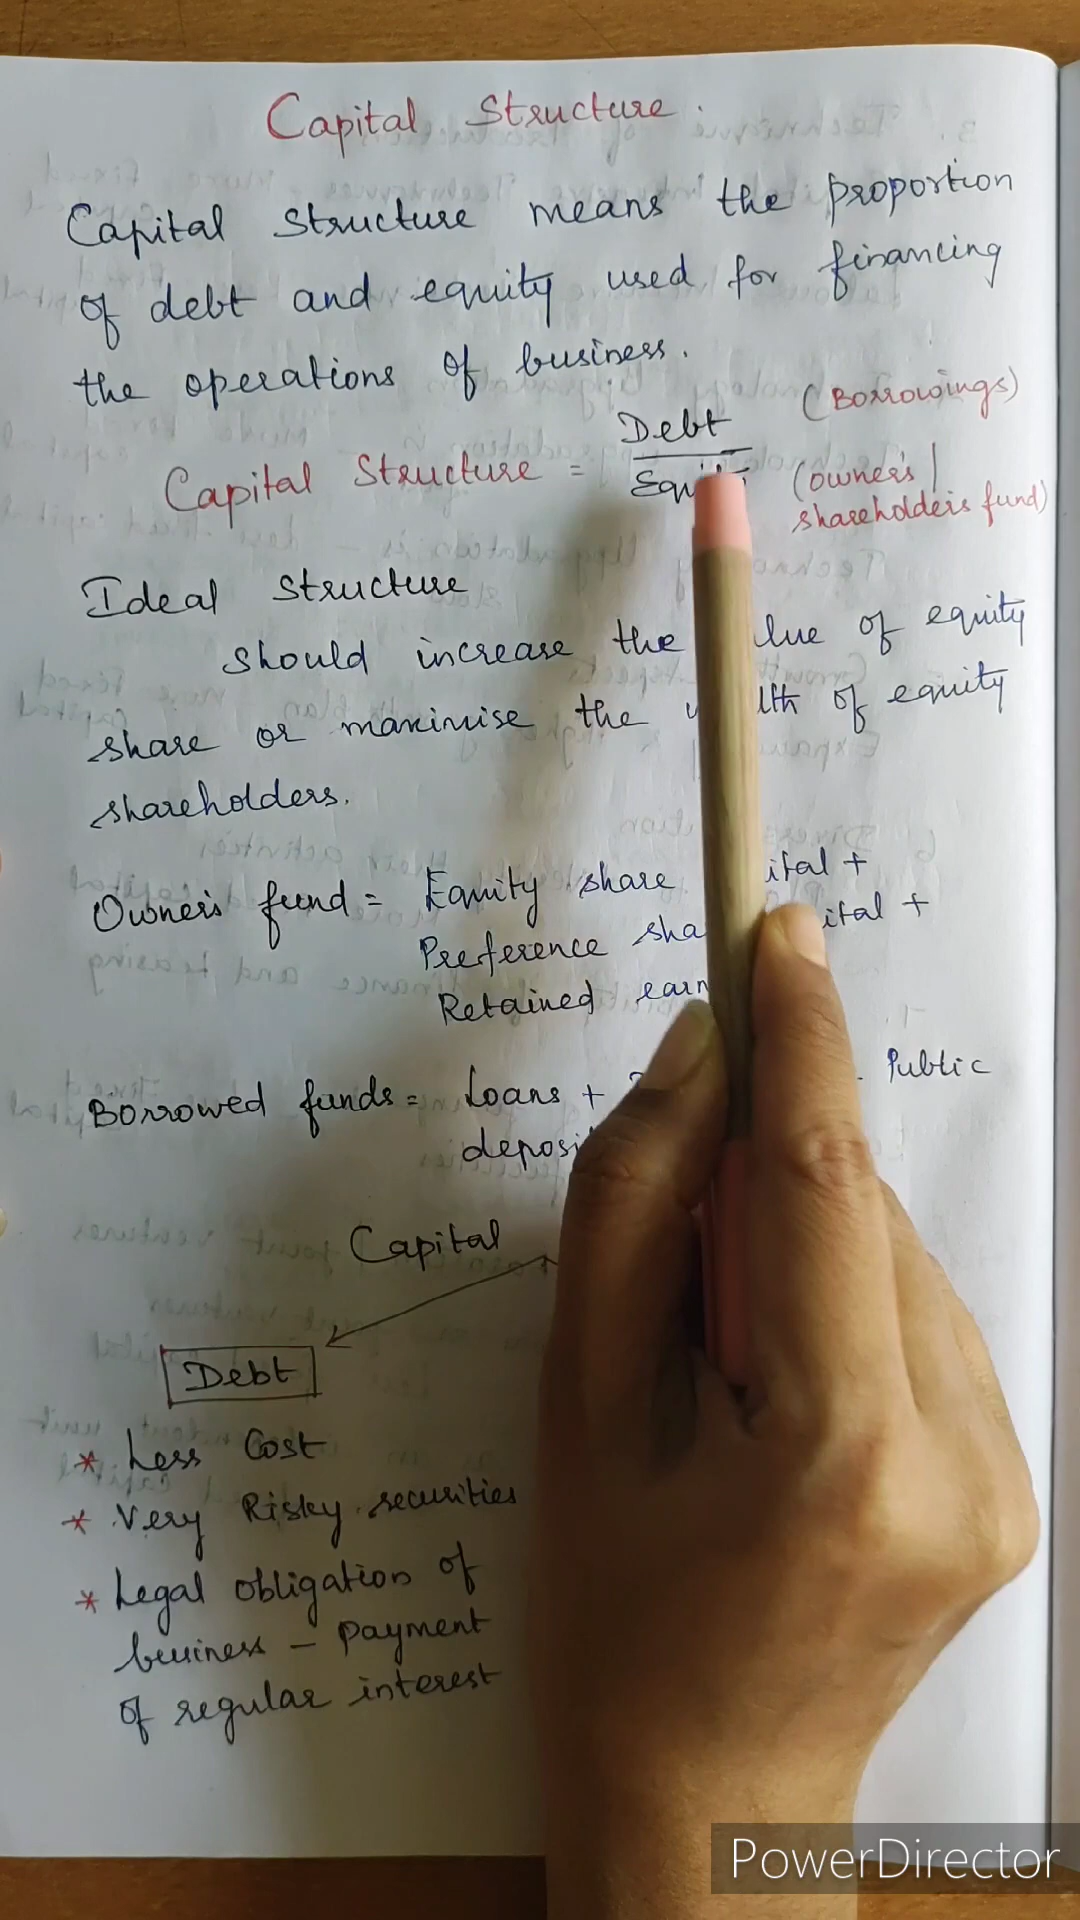 Capital Structure.
Capital Structure means the proportion
of debt and equity used for financing
the operations of business.
Capital Structure = Debt (Borrowings)
Equity (owner's /
shareholders fund)
Ideal Structure
should increase the of equity
share or maximise the of equity
shareholders.
Owner's fund = Equity share +
Preference +
Retained
Borrowed funds = Loans + Public
Capital
Debt
* Less Cost
* Very Risky securities
* Legal obligation of
business - payment
of regular interest
PowerDirector